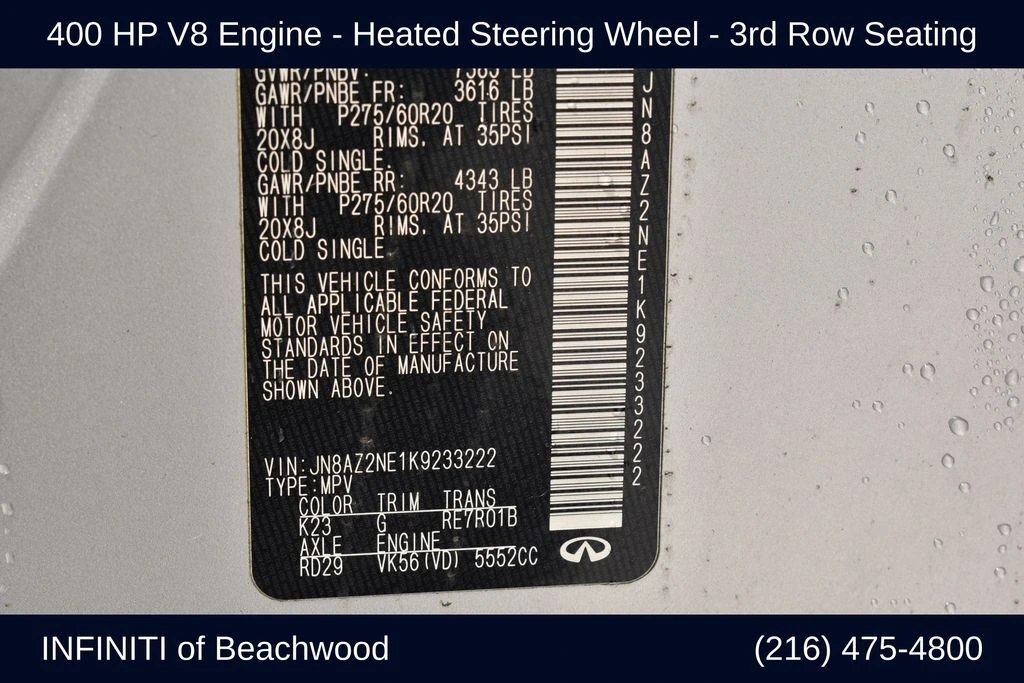 400 HP V8 Engine - Heated Steering Wheel - 3rd Row Seating
GVWR/PNBV: 7385 LB
GAWR/PNBE FR: 3616 LB
WITH P275/60R20 TIRES
20X8J RIMS, AT 35PSI
COLD SINGLE.
GAWR/PNBE RR: 4343 LB
WITH P275/60R20 TIRES
20X8J RIMS, AT 35PSI
COLD SINGLE.
THIS VEHICLE CONFORMS TO
ALL APPLICABLE FEDERAL
MOTOR VEHICLE SAFETY
STANDARDS IN EFFECT ON
THE DATE OF MANUFACTURE
SHOWN ABOVE.
VIN:JN8AZ2NE1K9233222
TYPE:MPV
COLOR TRIM TRANS
K23 G RE7R01B
AXLE ENGINE
RD29 VK56(VD) 5552CC
JN8AZ2NE1K9233222
INFINITI of Beachwood
(216) 475-4800